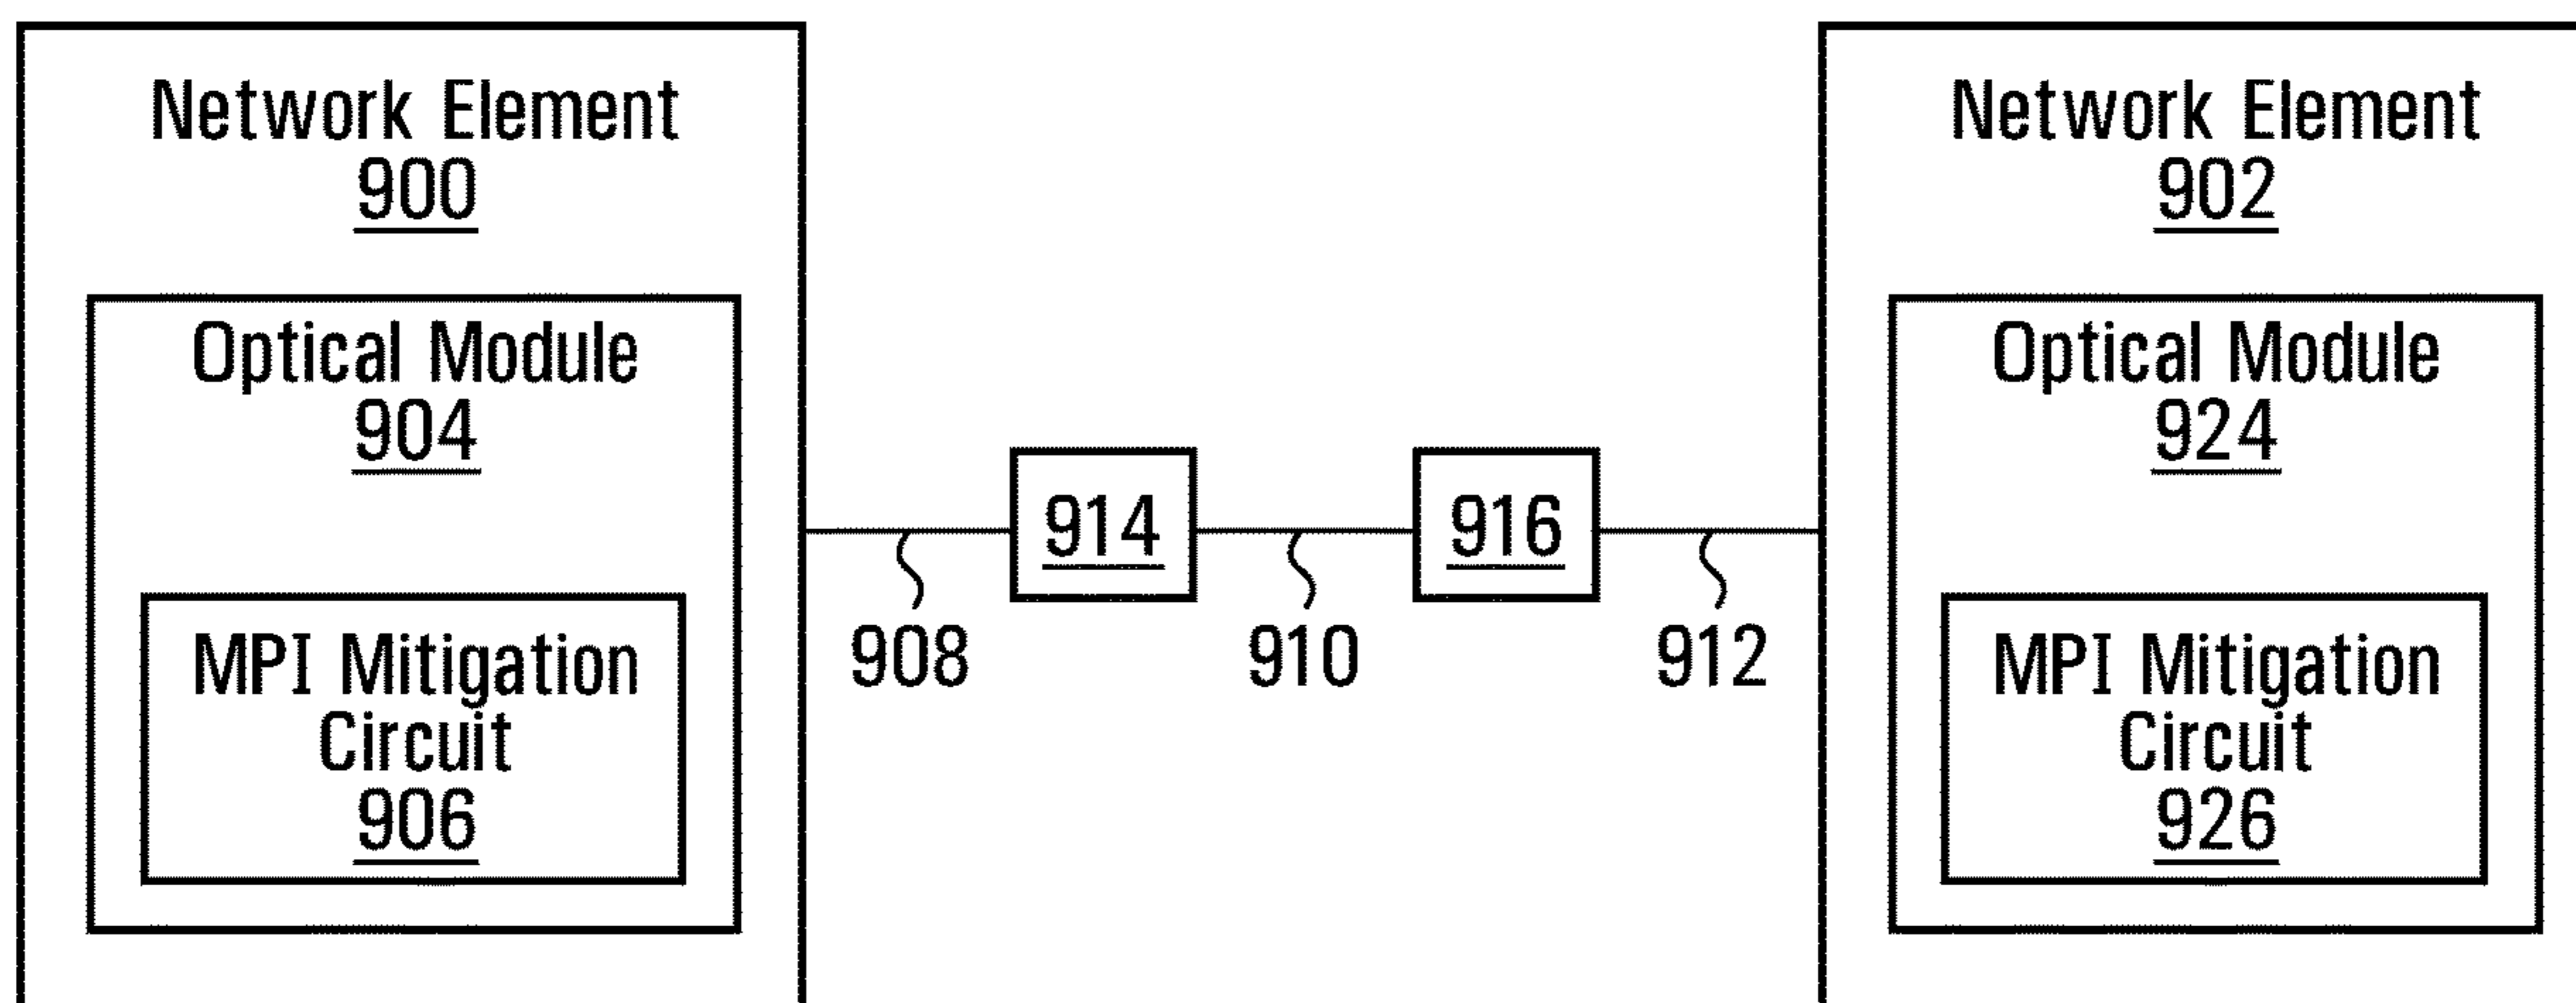 Network Element
900
Optical Module
904
MPI Mitigation
Circuit
906
908
914
910
916
912
Network Element
902
Optical Module
924
MPI Mitigation
Circuit
926